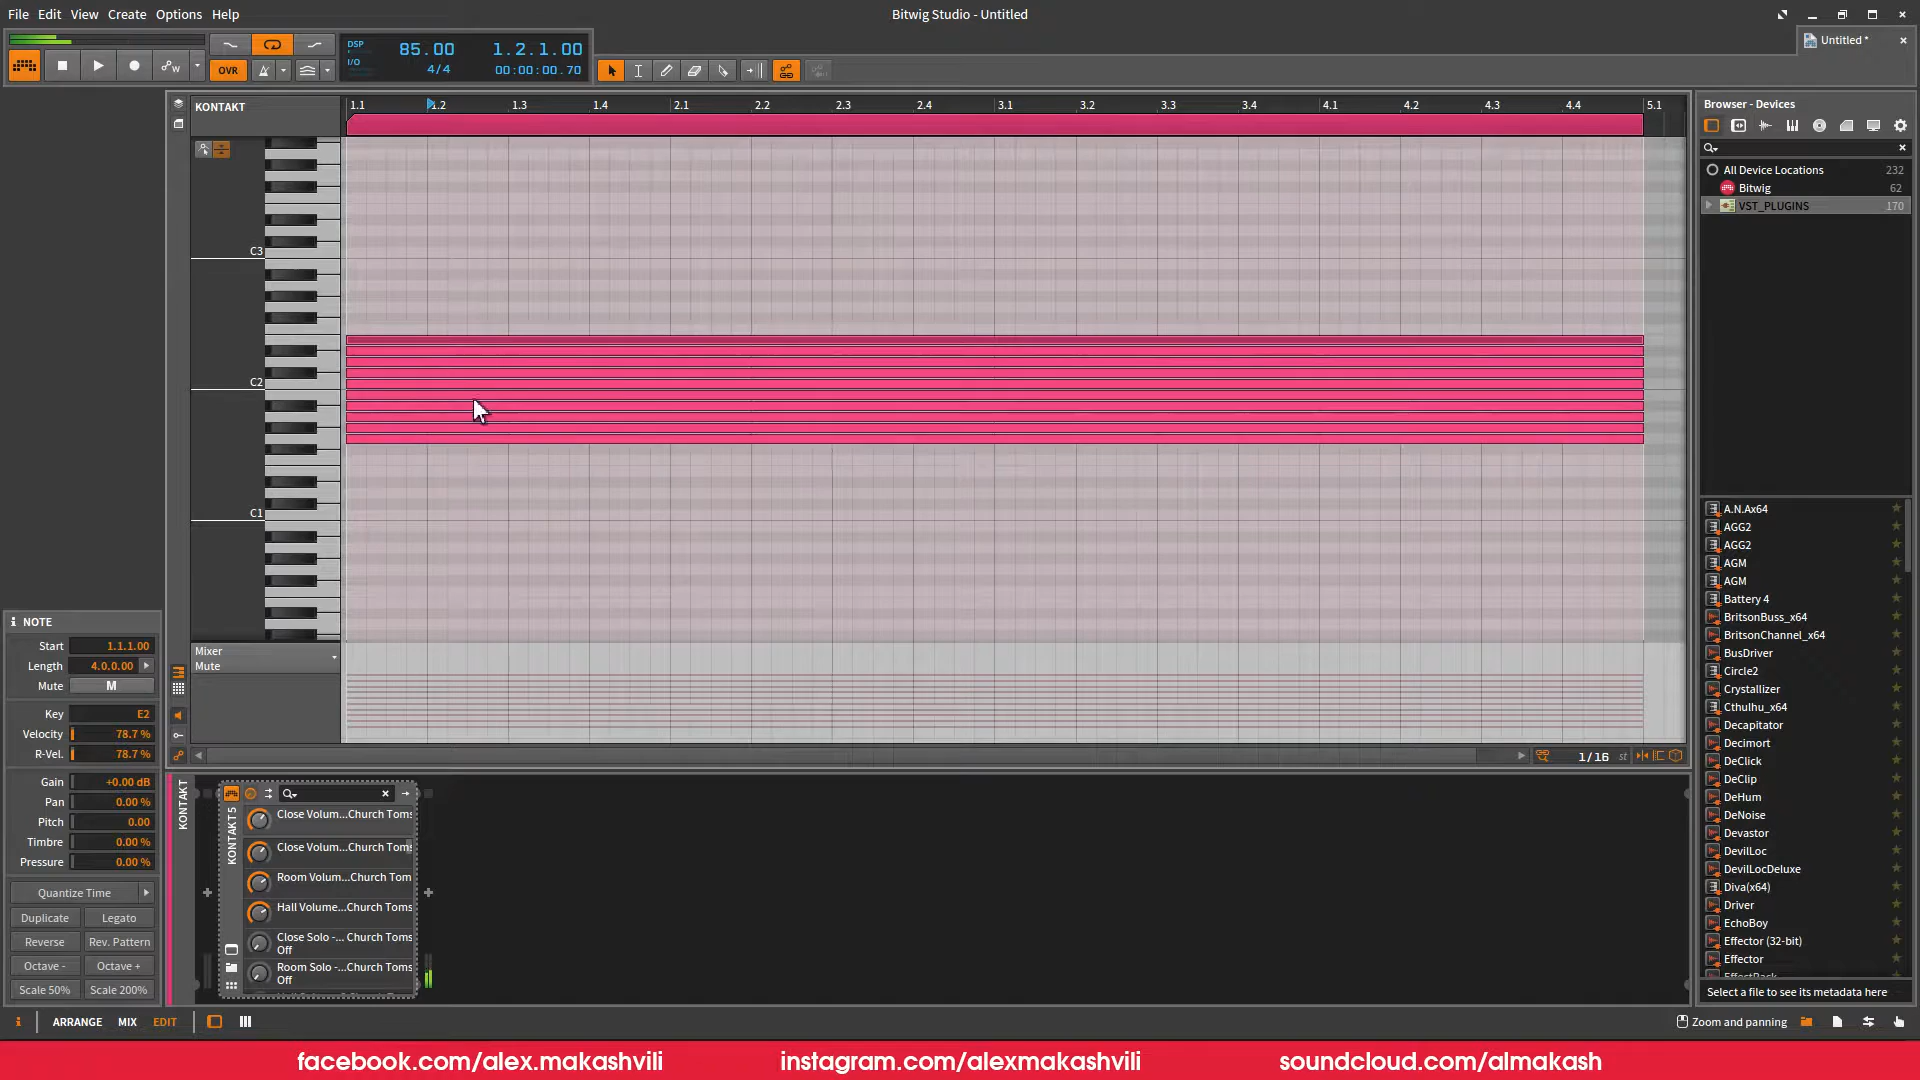 File Edit View Create Options Help
Bitwig Studio - Untitled
Untitled *
OVR
DSP
I/O
85.00
4/4
1.2.1.00
00:00:00.70
KONTAKT
1.1 1.2 1.3 1.4 2.1 2.2 2.3 2.4 3.1 3.2 3.3 3.4 4.1 4.2 4.3 4.4 5.1
C3
C2
C1
Mixer
Mute
1/16 st
NOTE
Start 1.1.1.00
Length 4.0.0.00
Mute M
Key E2
Velocity 78.7 %
R-Vel. 78.7 %
Gain +0.00 dB
Pan 0.00 %
Pitch 0.00
Timbre 0.00 %
Pressure 0.00 %
Quantize Time
Duplicate Legato
Reverse Rev. Pattern
Octave - Octave +
Scale 50% Scale 200%
KONTAKT
KONTAKT 5
Close Volum...Church Toms
Close Volum...Church Toms
Room Volum...Church Tom
Hall Volume...Church Toms
Close Solo -... Church Toms
Off
Room Solo -...Church Toms
Off
Browser - Devices
All Device Locations 232
Bitwig 62
VST_PLUGINS 170
A.N.Ax64
AGG2
AGG2
AGM
AGM
Battery 4
BritsonBuss_x64
BritsonChannel_x64
BusDriver
Circle2
Crystallizer
Cthulhu_x64
Decapitator
Decimort
DeClick
DeClip
DeHum
DeNoise
Devastor
DevilLoc
DevilLocDeluxe
Diva(x64)
Driver
EchoBoy
Effector (32-bit)
Effector
EffectRack
Select a file to see its metadata here
ARRANGE MIX EDIT
Zoom and panning
facebook.com/alex.makashvili instagram.com/alexmakashvili soundcloud.com/almakash